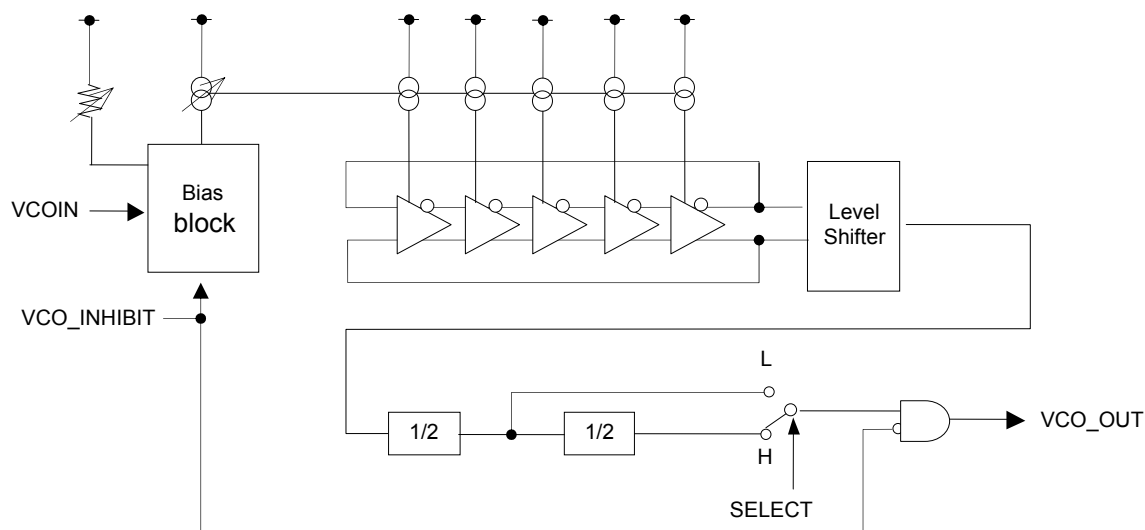 Bias
block
VCOIN
Level
Shifter
VCO_INHIBIT
L
1/2
1/2
H
VCO_OUT
SELECT